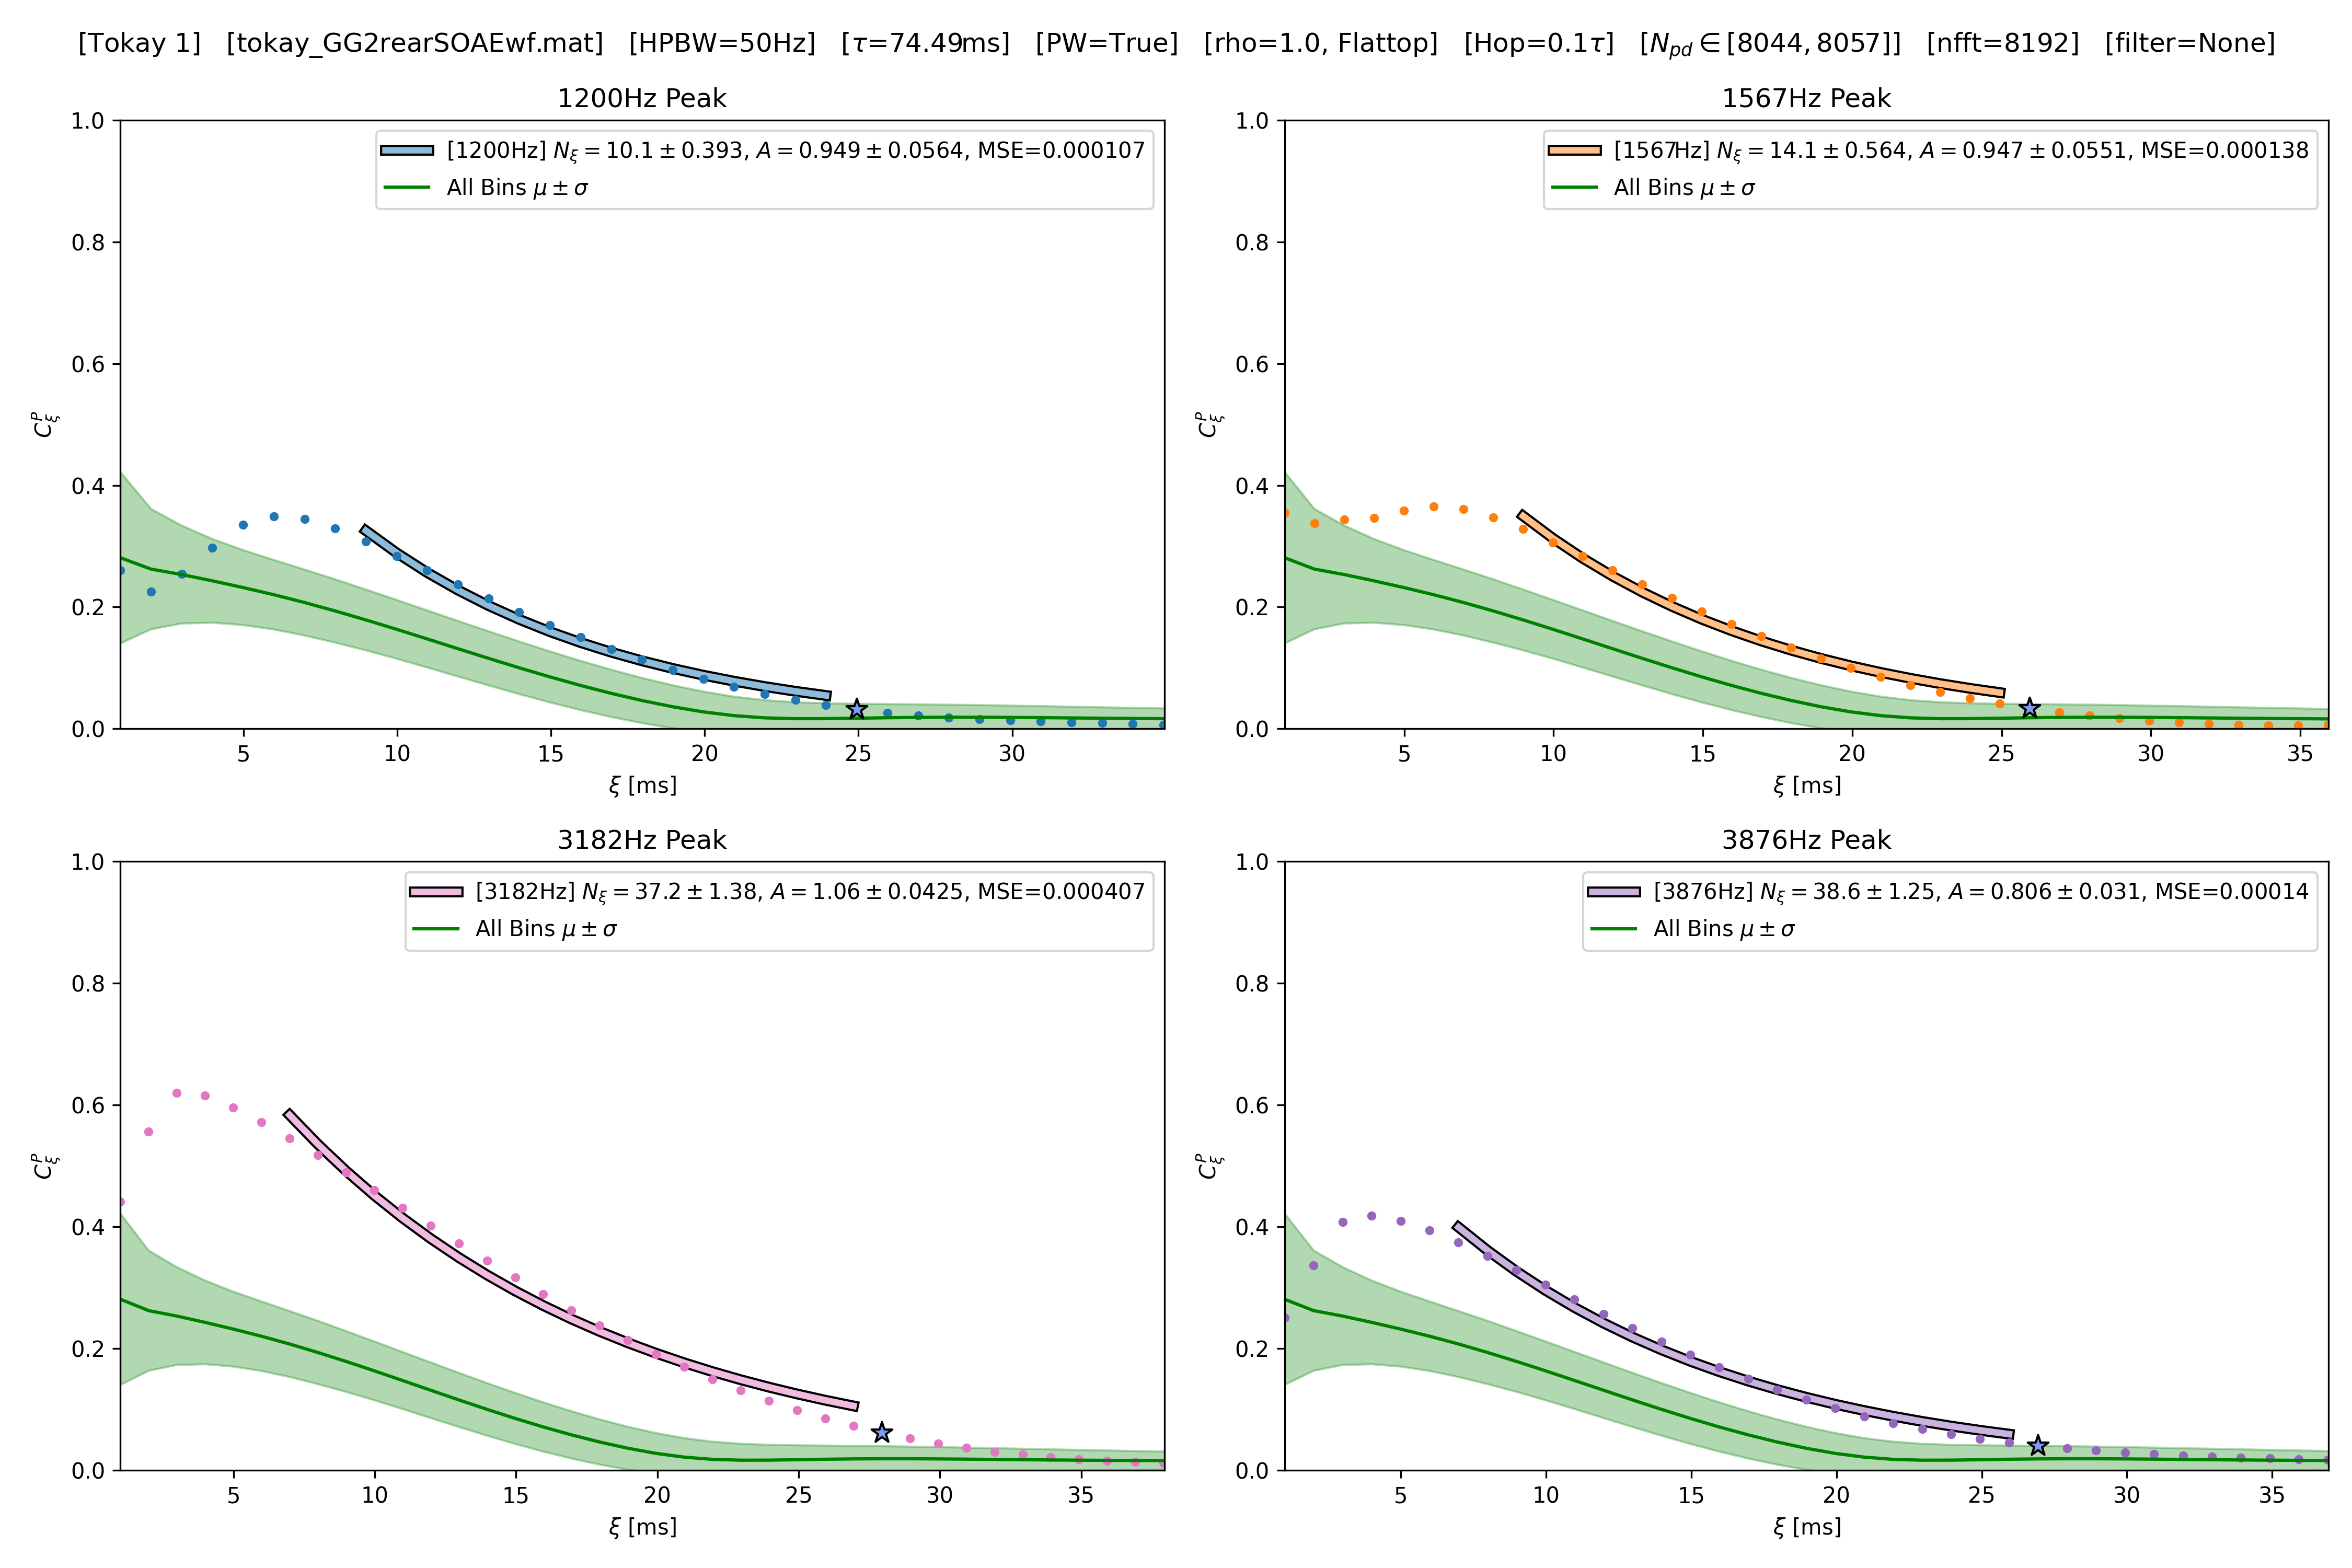 [Tokay 1] [tokay_GG2rearSOAEwf.mat] [HPBW=50Hz] [τ=74.49ms] [PW=True] [rho=1.0, Flattop] [Hop=0.1τ] [N_pd ∈ [8044, 8057]] [nfft=8192] [filter=None]
1200Hz Peak
[1200Hz] N_ξ = 10.1 ± 0.393, A = 0.949 ± 0.0564, MSE=0.000107
All Bins μ ± σ
1.0
0.8
0.6
0.4
0.2
0.0
C_ξ^P
5 10 15 20 25 30
ξ [ms]
1567Hz Peak
[1567Hz] N_ξ = 14.1 ± 0.564, A = 0.947 ± 0.0551, MSE=0.000138
All Bins μ ± σ
1.0
0.8
0.6
0.4
0.2
0.0
C_ξ^P
5 10 15 20 25 30 35
ξ [ms]
3182Hz Peak
[3182Hz] N_ξ = 37.2 ± 1.38, A = 1.06 ± 0.0425, MSE=0.000407
All Bins μ ± σ
1.0
0.8
0.6
0.4
0.2
0.0
C_ξ^P
5 10 15 20 25 30 35
ξ [ms]
3876Hz Peak
[3876Hz] N_ξ = 38.6 ± 1.25, A = 0.806 ± 0.031, MSE=0.00014
All Bins μ ± σ
1.0
0.8
0.6
0.4
0.2
0.0
C_ξ^P
5 10 15 20 25 30 35
ξ [ms]